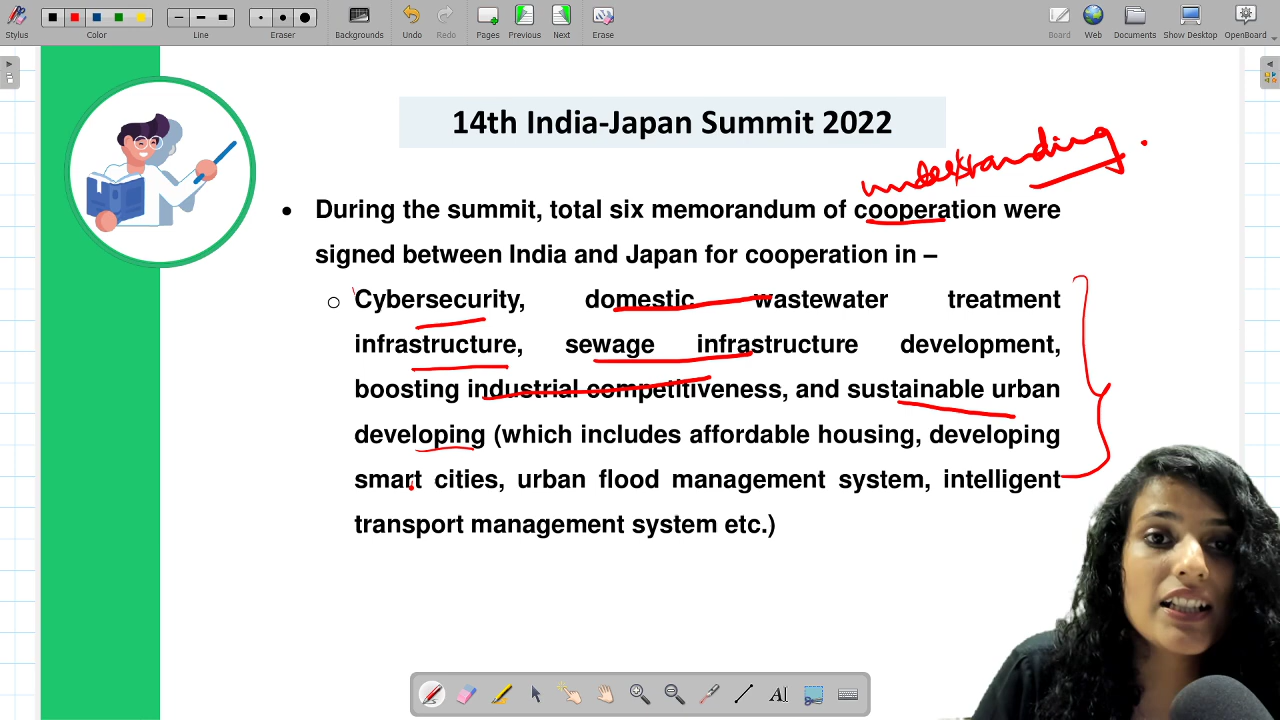 Stylus
Color
Line
Eraser
Backgrounds
Undo
Redo
Pages
Previous
Next
Erase
Board
Web
Documents
Show Desktop
OpenBoard
14th India-Japan Summit 2022
understanding.
During the summit, total six memorandum of cooperation were
signed between India and Japan for cooperation in –
Cybersecurity, domestic wastewater treatment
infrastructure, sewage infrastructure development,
boosting industrial competitiveness, and sustainable urban
developing (which includes affordable housing, developing
smart cities, urban flood management system, intelligent
transport management system etc.)